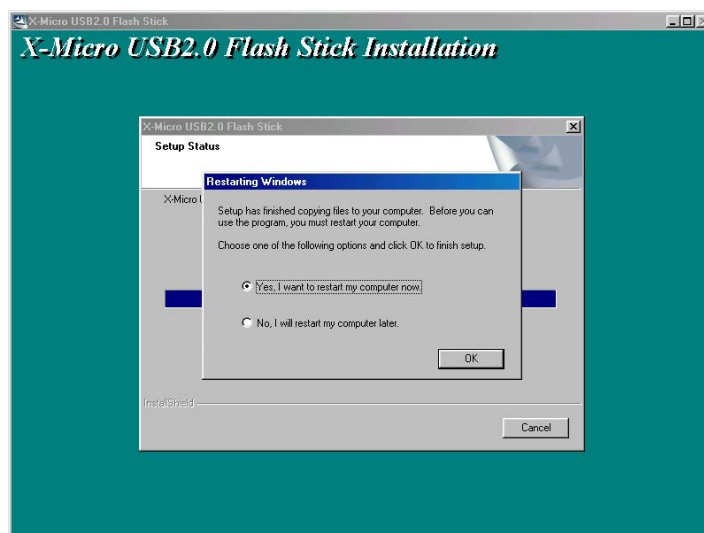 X-Micro USB2.0 Flash Stick
X-Micro USB2.0 Flash Stick Installation
X-Micro USB2.0 Flash Stick
Setup Status
Restarting Windows
X-Micro U
Setup has finished copying files to your computer. Before you can
use the program, you must restart your computer.
Choose one of the following options and click OK to finish setup.
Yes, I want to restart my computer now.
No, I will restart my computer later.
OK
InstallShield
Cancel